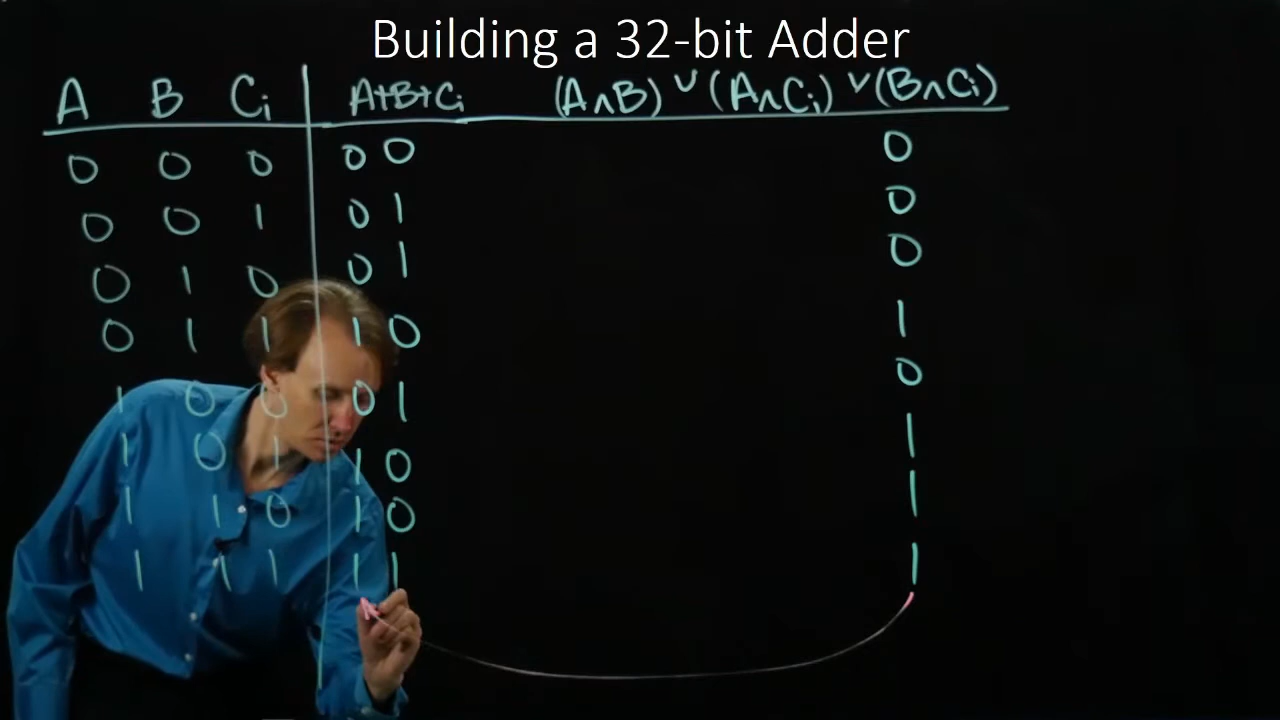 Building a 32-bit Adder
A B Ci A+B+Ci (A∧B) ∨ (A∧Ci) ∨ (B∧Ci)
0 0 0 0 0 0
0 0 1 0 1 0
0 1 0 0 1 0
0 1 1 1 0 1
1 0 0 0 1 0
1 0 1 1 0 1
1 1 0 1 0 1
1 1 1 1 1 1